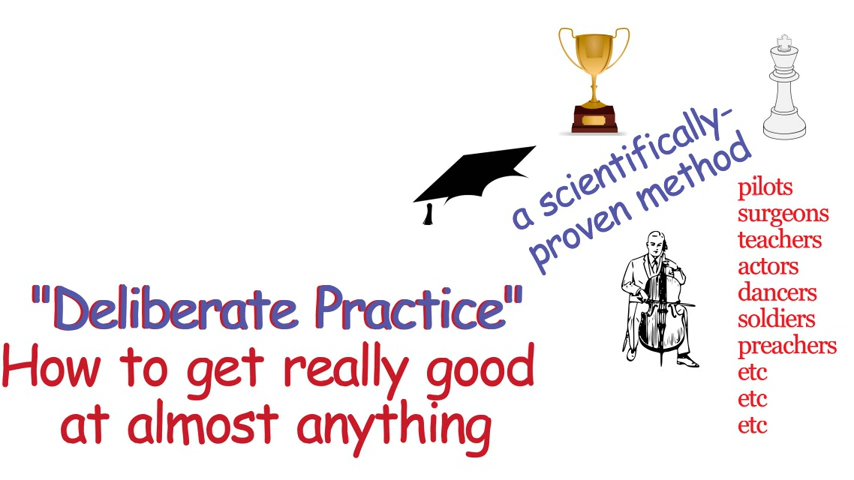 a scientifically-
proven method
pilots
surgeons
teachers
actors
dancers
soldiers
preachers
etc
etc
etc
"Deliberate Practice"
How to get really good
at almost anything